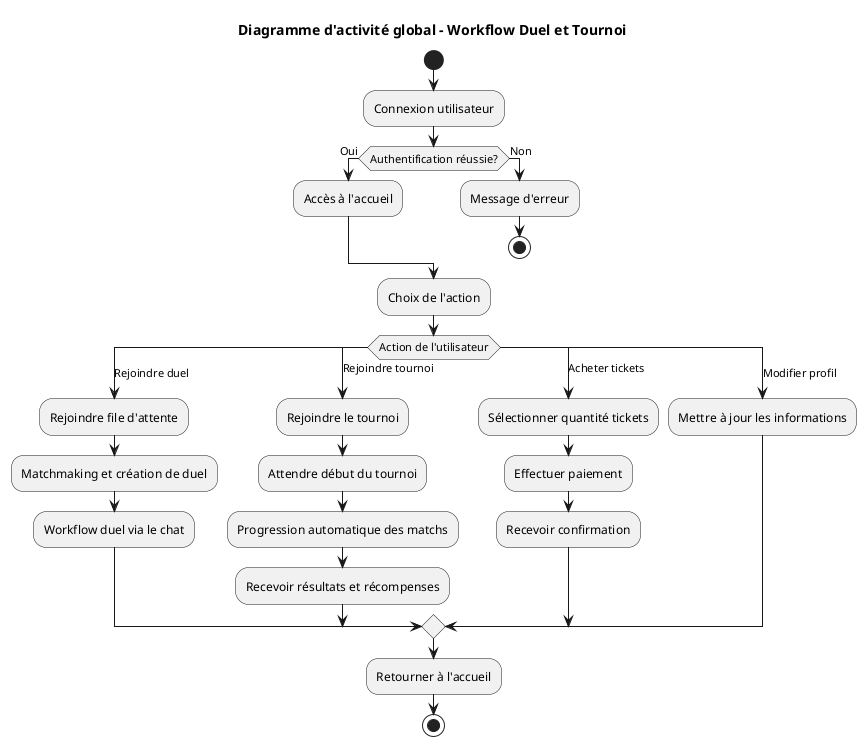 Diagramme d'activité global - Workflow Duel et Tournoi
Connexion utilisateur
Oui
Authentification réussie?
Non
Accès à l'accueil
Message d'erreur
Choix de l'action
Action de l'utilisateur
Rejoindre duel
Rejoindre tournoi
Acheter tickets
Modifier profil
Rejoindre file d'attente
Rejoindre le tournoi
Sélectionner quantité tickets
Mettre à jour les informations
Matchmaking et création de duel
Attendre début du tournoi
Effectuer paiement
Workflow duel via le chat
Progression automatique des matchs
Recevoir confirmation
Recevoir résultats et récompenses
Retourner à l'accueil